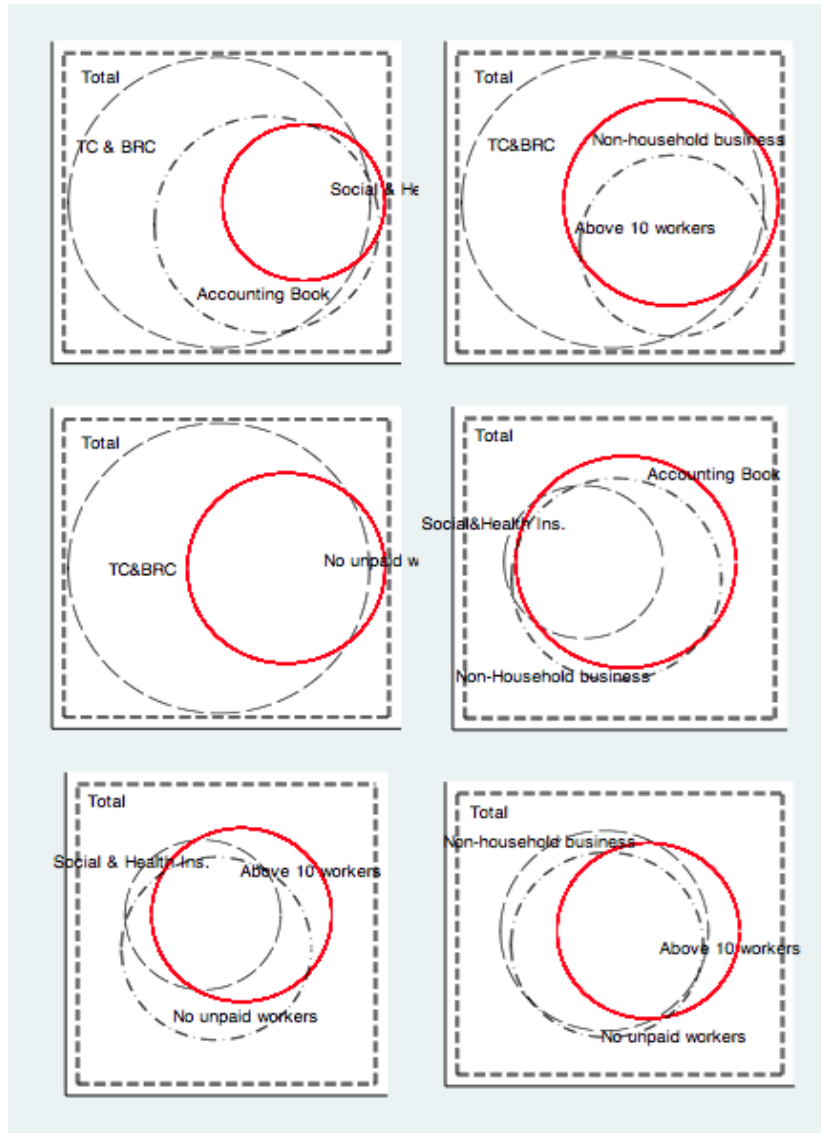 Total
TC & BRC
Social & He
Accounting Book
Total
TC&BRC
Non-household business
Above 10 workers
Total
TC&BRC
No unpaid w
Total
Accounting Book
Social&Health Ins.
Non-Household business
Total
Social & Health Ins.
Above 10 workers
No unpaid workers
Total
Non-household business
Above 10 workers
No unpaid workers